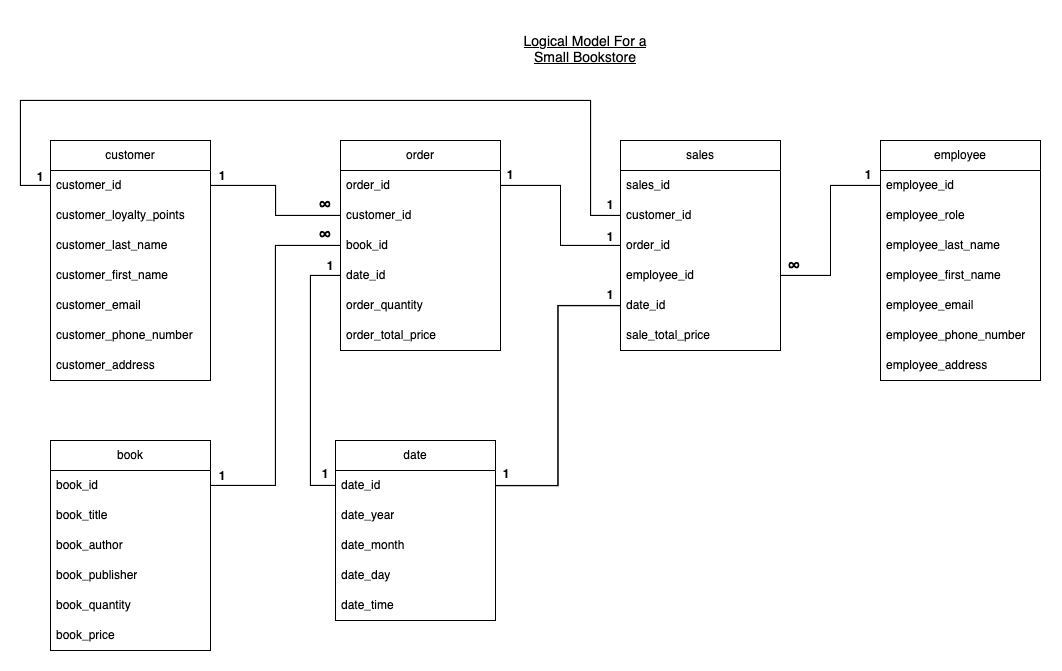 Logical Model For a
Small Bookstore
customer
1
customer_id
customer_loyalty_points
customer_last_name
customer_first_name
customer_email
customer_phone_number
customer_address
1
∞
∞
1
order
order_id
customer_id
book_id
date_id
order_quantity
order_total_price
1
1
1
1
sales
sales_id
customer_id
order_id
employee_id
date_id
sale_total_price
∞
1
employee
employee_id
employee_role
employee_last_name
employee_first_name
employee_email
employee_phone_number
employee_address
book
book_id
book_title
book_author
book_publisher
book_quantity
book_price
1
1
date
date_id
date_year
date_month
date_day
date_time
1